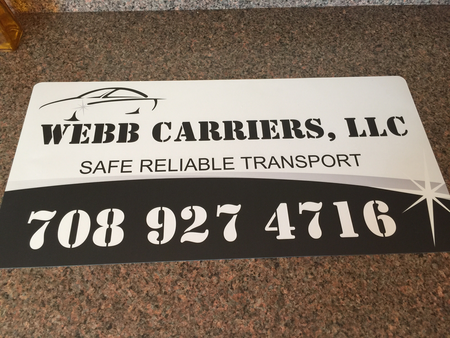 WEBB CARRIERS, LLC
SAFE RELIABLE TRANSPORT
708 927 4716